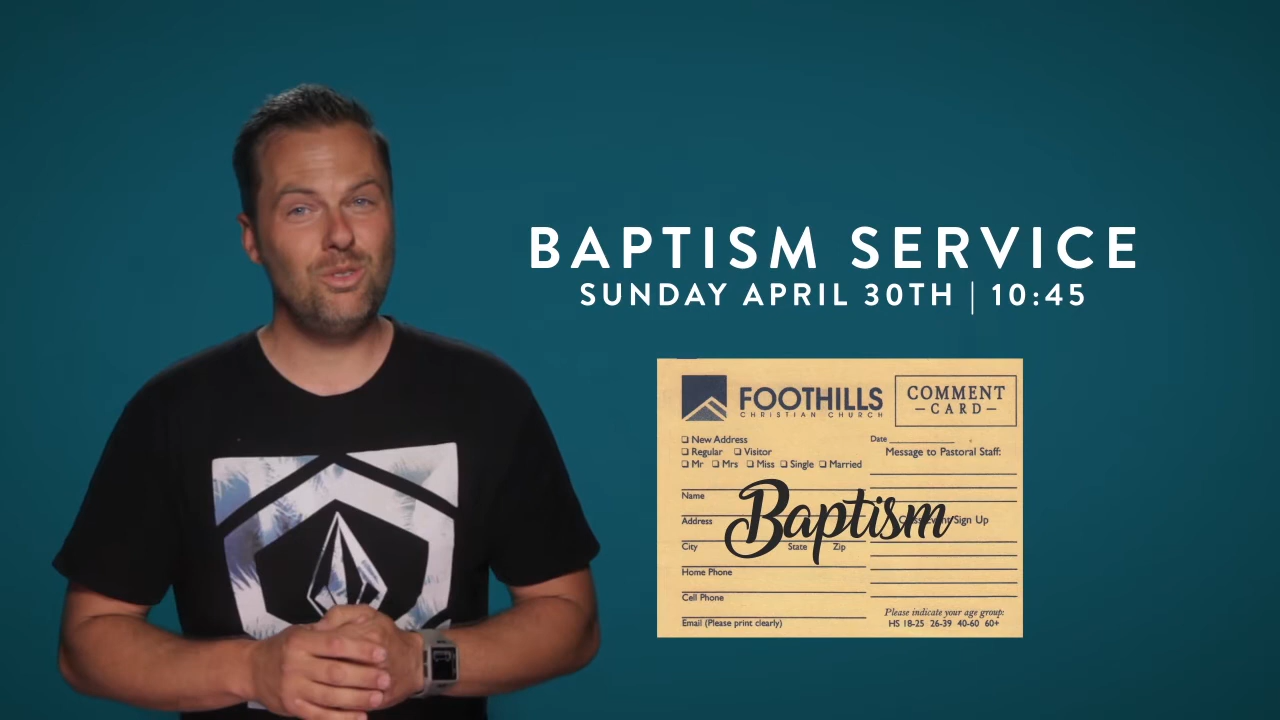 BAPTISM SERVICE
SUNDAY APRIL 30TH | 10:45
FOOTHILLS
CHRISTIAN CHURCH
COMMENT
-CARD-
❏ New Address
❏ Regular ❏ Visitor
❏ Mr ❏ Mrs ❏ Miss ❏ Single ❏ Married
Date
Message to Pastoral Staff:
Name
Baptism
Address
Sign Up
City State Zip
Home Phone
Cell Phone
Email (Please print clearly)
Please indicate your age group:
HS 18-25 26-39 40-60 60+